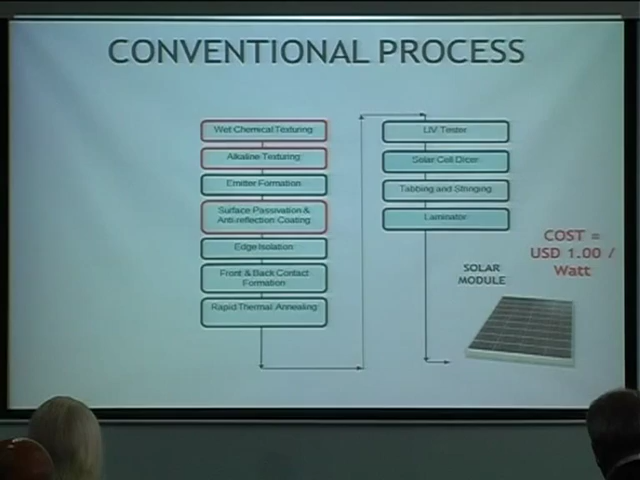 CONVENTIONAL PROCESS
Wet Chemical Texturing
Alkaline Texturing
Emitter Formation
Surface Passivation &
Anti-reflection Coating
Edge Isolation
Front & Back Contact
Formation
Rapid Thermal Annealing
LIV Tester
Solar Cell Dicer
Tabbing and Stringing
Laminator
SOLAR
MODULE
COST =
USD 1.00 /
Watt